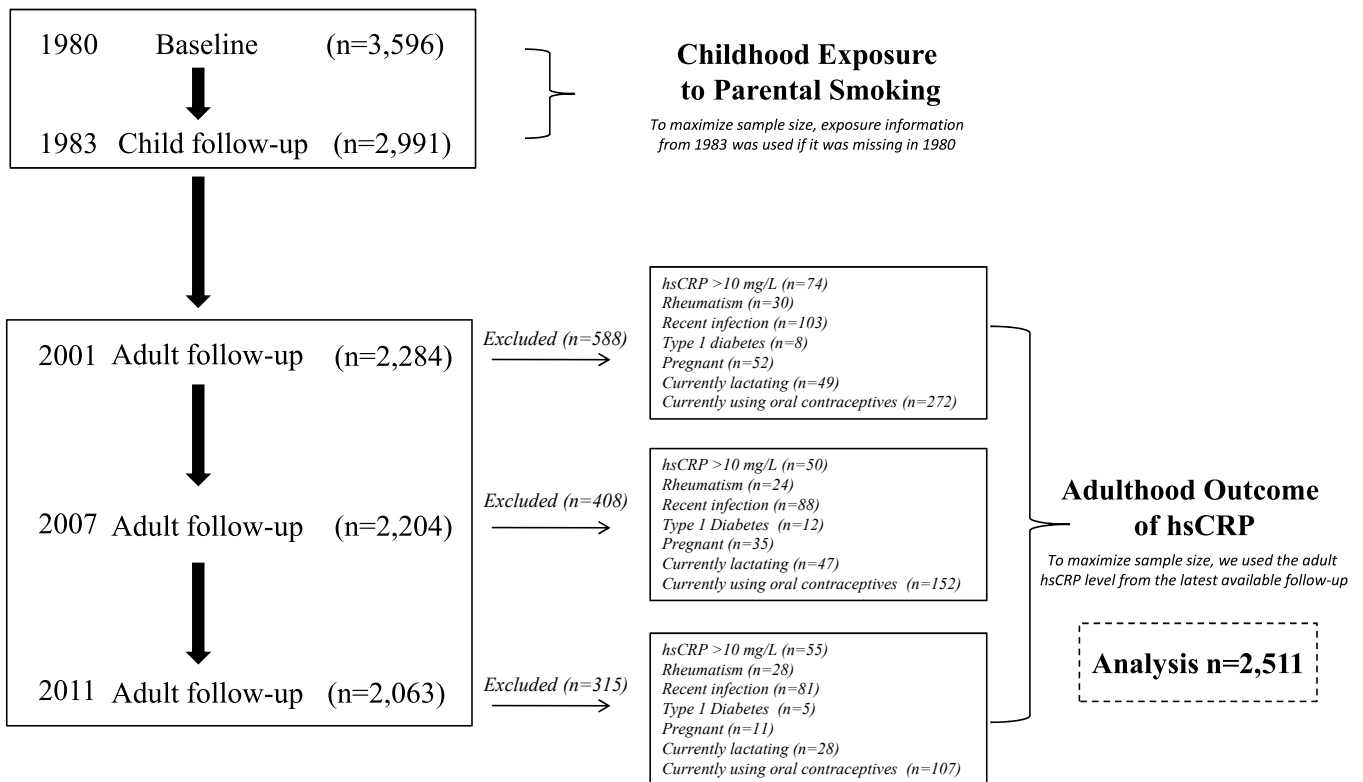 1980 Baseline (n=3,596)
1983 Child follow-up (n=2,991)
Childhood Exposure
to Parental Smoking
To maximize sample size, exposure information
from 1983 was used if it was missing in 1980
2001 Adult follow-up (n=2,284)
Excluded (n=588)
hsCRP >10 mg/L (n=74)
Rheumatism (n=30)
Recent infection (n=103)
Type 1 diabetes (n=8)
Pregnant (n=52)
Currently lactating (n=49)
Currently using oral contraceptives (n=272)
2007 Adult follow-up (n=2,204)
Excluded (n=408)
hsCRP >10 mg/L (n=50)
Rheumatism (n=24)
Recent infection (n=88)
Type 1 Diabetes (n=12)
Pregnant (n=35)
Currently lactating (n=47)
Currently using oral contraceptives (n=152)
2011 Adult follow-up (n=2,063)
Excluded (n=315)
hsCRP >10 mg/L (n=55)
Rheumatism (n=28)
Recent infection (n=81)
Type 1 Diabetes (n=5)
Pregnant (n=11)
Currently lactating (n=28)
Currently using oral contraceptives (n=107)
Adulthood Outcome
of hsCRP
To maximize sample size, we used the adult
hsCRP level from the latest available follow-up
Analysis n=2,511